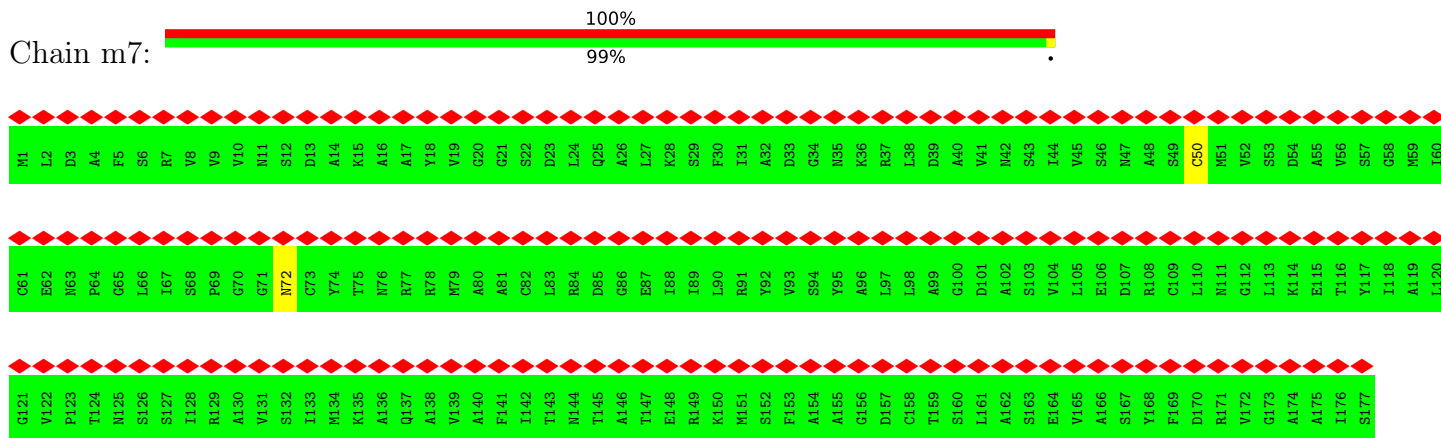 100%
Chain m7:
99%
.
M1 L2 D3 A4 F5 S6 R7 V8 V9 V10 N11 S12 D13 A14 K15 A16 A17 Y18 V19 G20 G21 S22 D23 L24 Q25 A26 L27 K28 S29 F30 I31 A32 D33 G34 N35 K36 R37 L38 D39 A40 V41 N42 S43 I44 V45 S46 N47 A48 S49 C50 M51 V52 S53 D54 A55 V56 S57 G58 M59 I60
C61 E62 N63 P64 G65 L66 I67 S68 P69 G70 G71 N72 C73 Y74 T75 N76 R77 R78 M79 A80 A81 C82 L83 R84 D85 G86 E87 I88 I89 L90 R91 Y92 V93 S94 Y95 A96 L97 L98 A99 G100 D101 A102 S103 V104 L105 E106 D107 R108 C109 L110 N111 G112 L113 K114 E115 T116 Y117 I118 A119 L120
G121 V122 P123 T124 N125 S126 S127 I128 R129 A130 V131 S132 I133 M134 K135 A136 Q137 A138 V139 A140 F141 I142 T143 N144 T145 A146 T147 E148 R149 K150 M151 S152 F153 A154 A155 G156 D157 C158 T159 S160 L161 A162 S163 E164 V165 A166 S167 Y168 F169 D170 R171 V172 G173 A174 A175 I176 S177